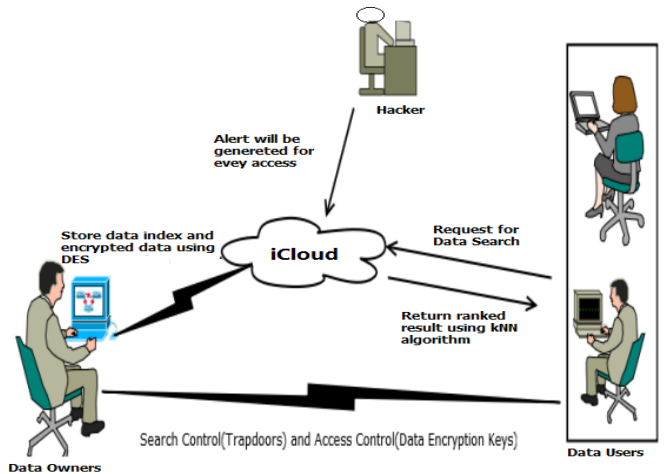 Hacker
Alert will be
genereted for
evey access
Store data index and
encrypted data using
DES
iCloud
Request for
Data Search
Return ranked
result using kNN
algorithm
Search Control(Trapdoors) and Access Control(Data Encryption Keys)
Data Users
Data Owners